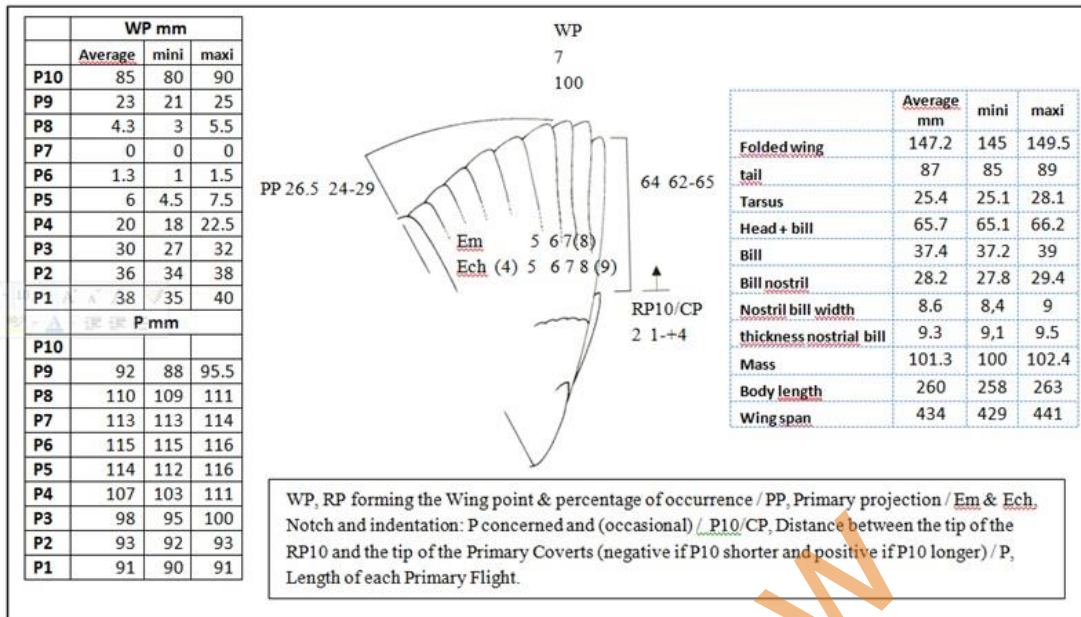 WP mm
Average mini maxi
P10 85 80 90
P9 23 21 25
P8 4.3 3 5.5
P7 0 0 0
P6 1.3 1 1.5
P5 6 4.5 7.5
P4 20 18 22.5
P3 30 27 32
P2 36 34 38
P1 38 35 40
P mm
P10
P9 92 88 95.5
P8 110 109 111
P7 113 113 114
P6 115 115 116
P5 114 112 116
P4 107 103 111
P3 98 95 100
P2 93 92 93
P1 91 90 91
WP
7
100
PP 26.5 24-29
64 62-65
Em 5 6 7(8)
Ech (4) 5 6 7 8 (9)
RP10/CP
2 1-+4
Average
mm mini maxi
Folded wing 147.2 145 149.5
tail 87 85 89
Tarsus 25.4 25.1 28.1
Head + bill 65.7 65.1 66.2
Bill 37.4 37.2 39
Bill nostril 28.2 27.8 29.4
Nostril bill width 8.6 8,4 9
thickness nostrial bill 9.3 9,1 9.5
Mass 101.3 100 102.4
Body length 260 258 263
Wing span 434 429 441
WP, RP forming the Wing point & percentage of occurrence / PP, Primary projection / Em & Ech,
Notch and indentation: P concerned and (occasional) / P10/CP, Distance between the tip of the
RP10 and the tip of the Primary Coverts (negative if P10 shorter and positive if P10 longer) / P,
Length of each Primary Flight.
W